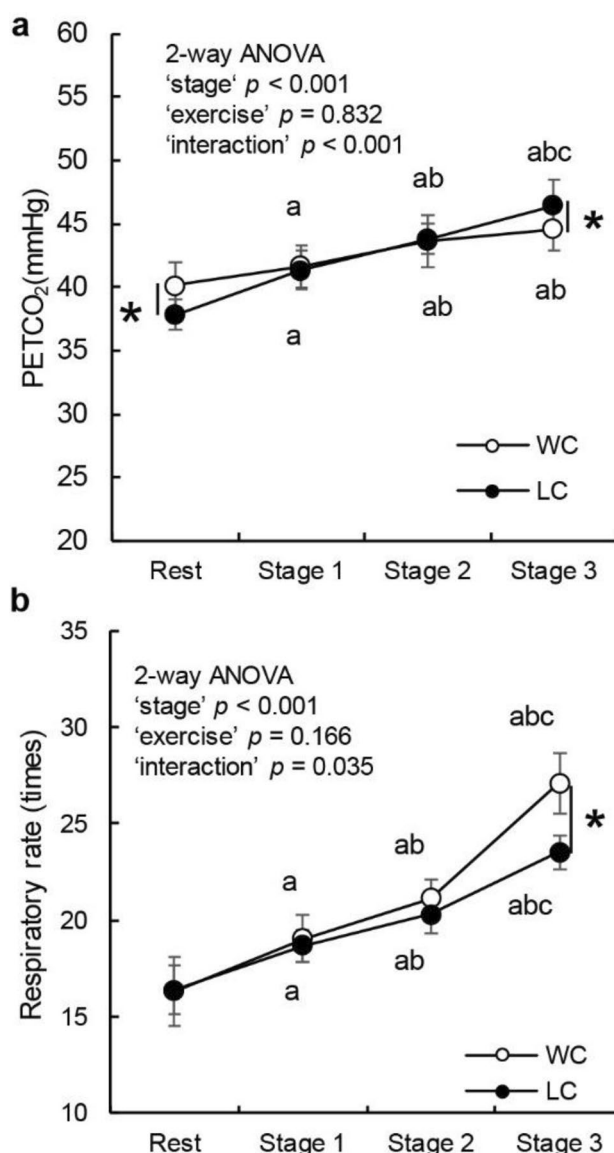 a
60
2-way ANOVA
‘stage‘ p < 0.001
55
‘exercise’ p = 0.832
‘interaction’ p < 0.001
50
abc
ab
a
45
*
40
*
ab
ab
a
35
30
25
20
PETCO2(mmHg)
WC
LC
Rest Stage 1 Stage 2 Stage 3
b
35
2-way ANOVA
‘stage’ p < 0.001
30
‘exercise’ p = 0.166
‘interaction’ p = 0.035
abc
25
ab
*
a
abc
20
ab
a
15
10
Respiratory rate (times)
WC
LC
Rest Stage 1 Stage 2 Stage 3